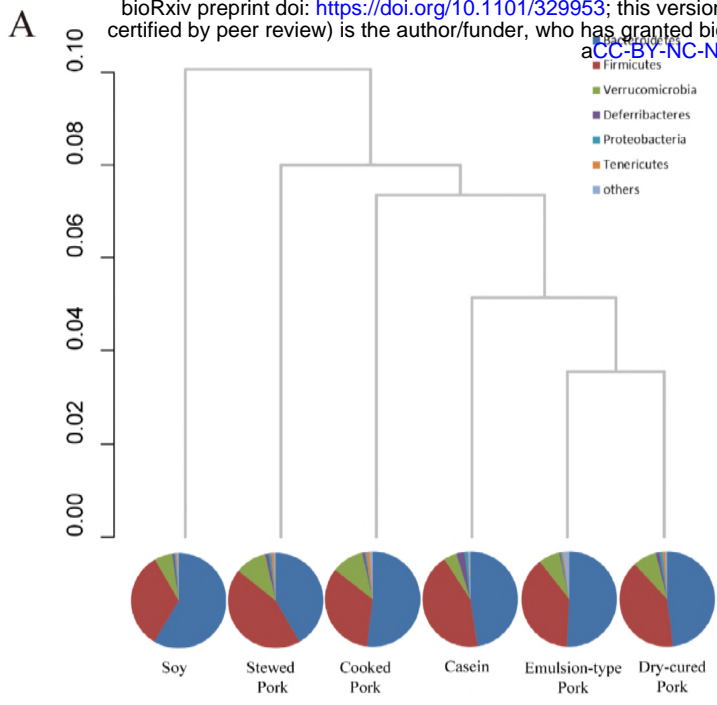 bioRxiv preprint doi: https://doi.org/10.1101/329953; this version
certified by peer review) is the author/funder, who has granted bio
aCC-BY-NC-N
A
Bacteroidetes
Firmicutes
Verrucomicrobia
Deferribacteres
Proteobacteria
Tenericutes
others
0.10
0.08
0.06
0.04
0.02
0.00
Soy
Stewed
Pork
Cooked
Pork
Casein
Emulsion-type
Pork
Dry-cured
Pork